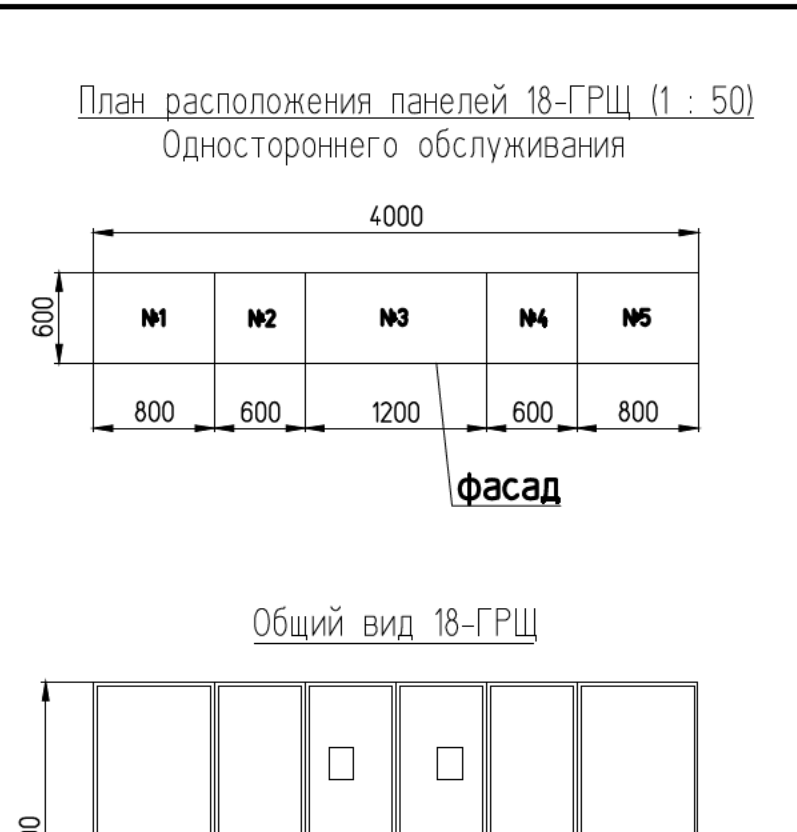 План расположения панелей 18-ГРЩ (1 : 50)
Одностороннего обслуживания
4000
600
№1 №2 №3 №4 №5
800 600 1200 600 800
фасад
Общий вид 18-ГРЩ